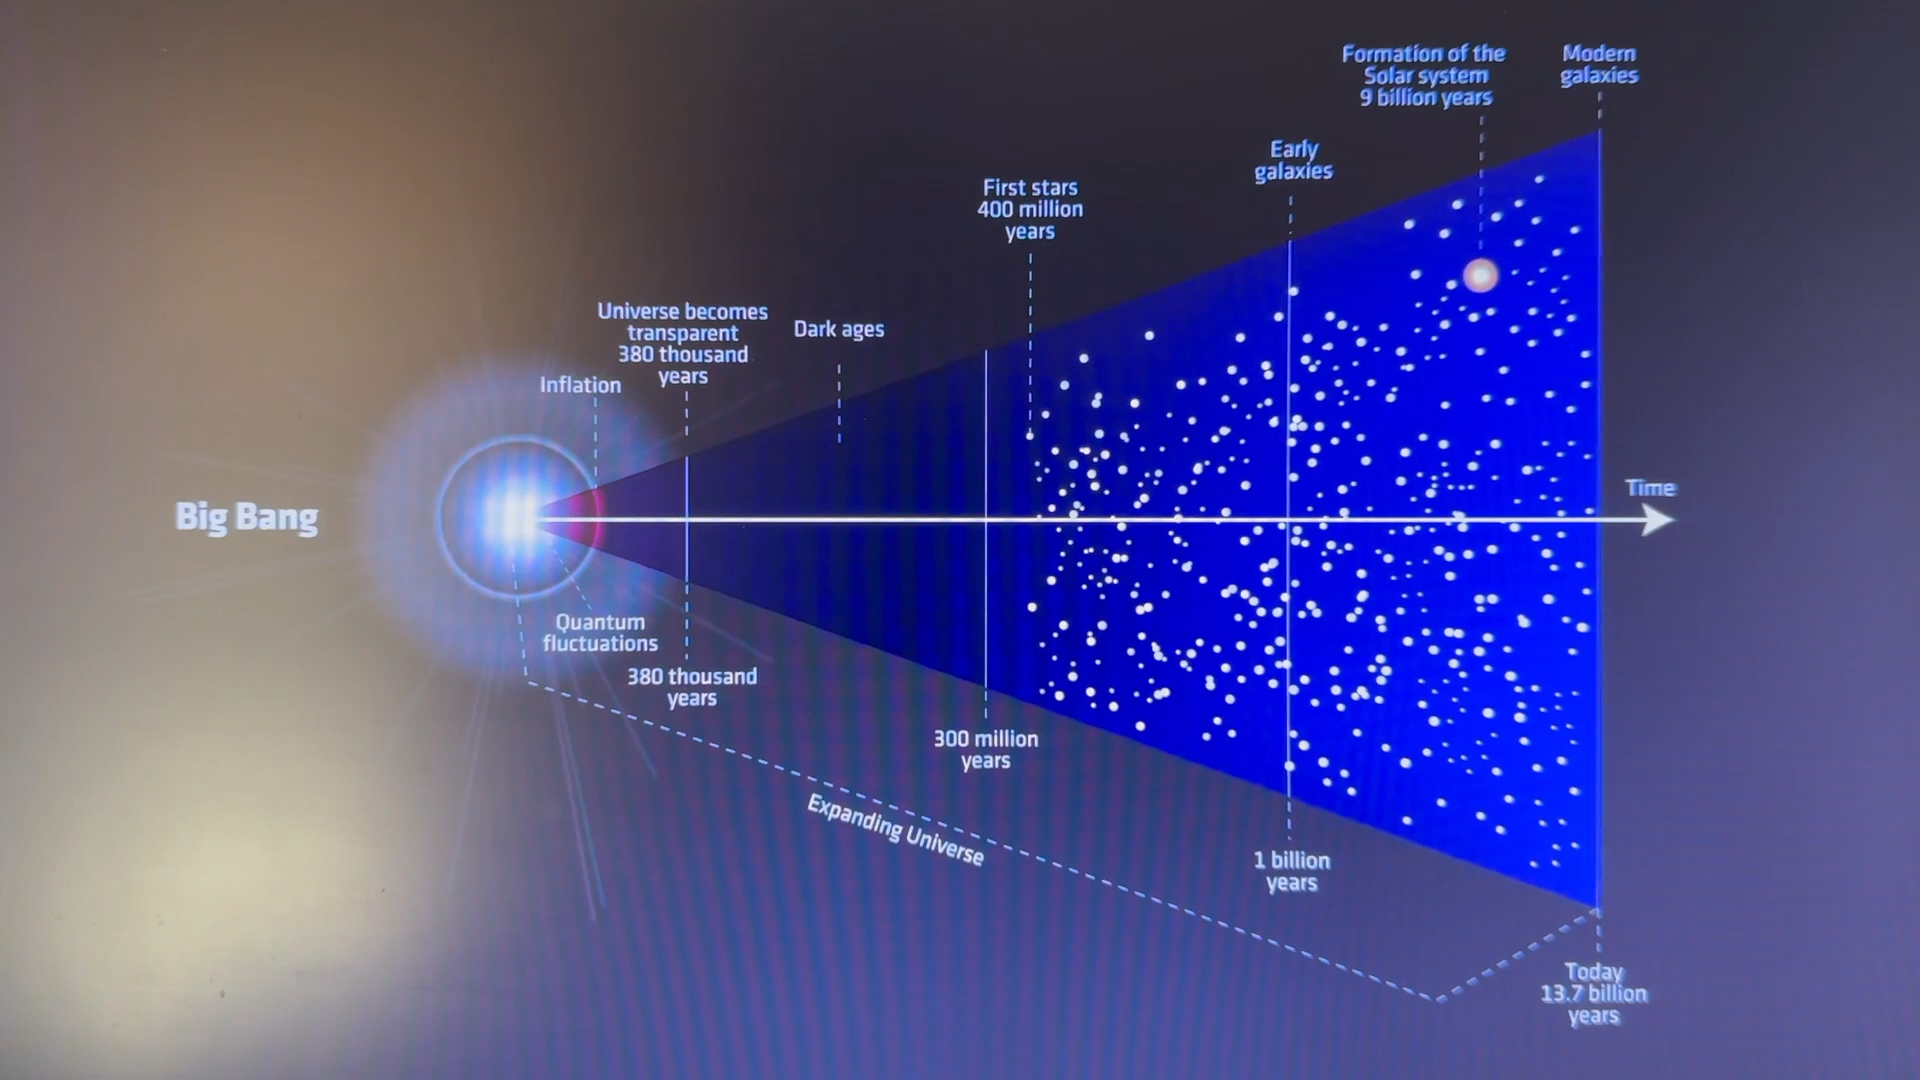 Formation of the
Solar system
9 billion years
Modern
galaxies
Early
galaxies
First stars
400 million
years
Universe becomes
transparent
380 thousand
years
Dark ages
Inflation
Time
Big Bang
Quantum
fluctuations
380 thousand
years
300 million
years
Expanding Universe
1 billion
years
Today
13.7 billion
years